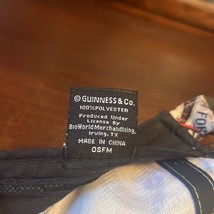 © GUINNESS & CO.
100% POLYESTER
Produced Under
License By
BioWorld Merchandising,
Irving, TX
MADE IN CHINA
OSFM